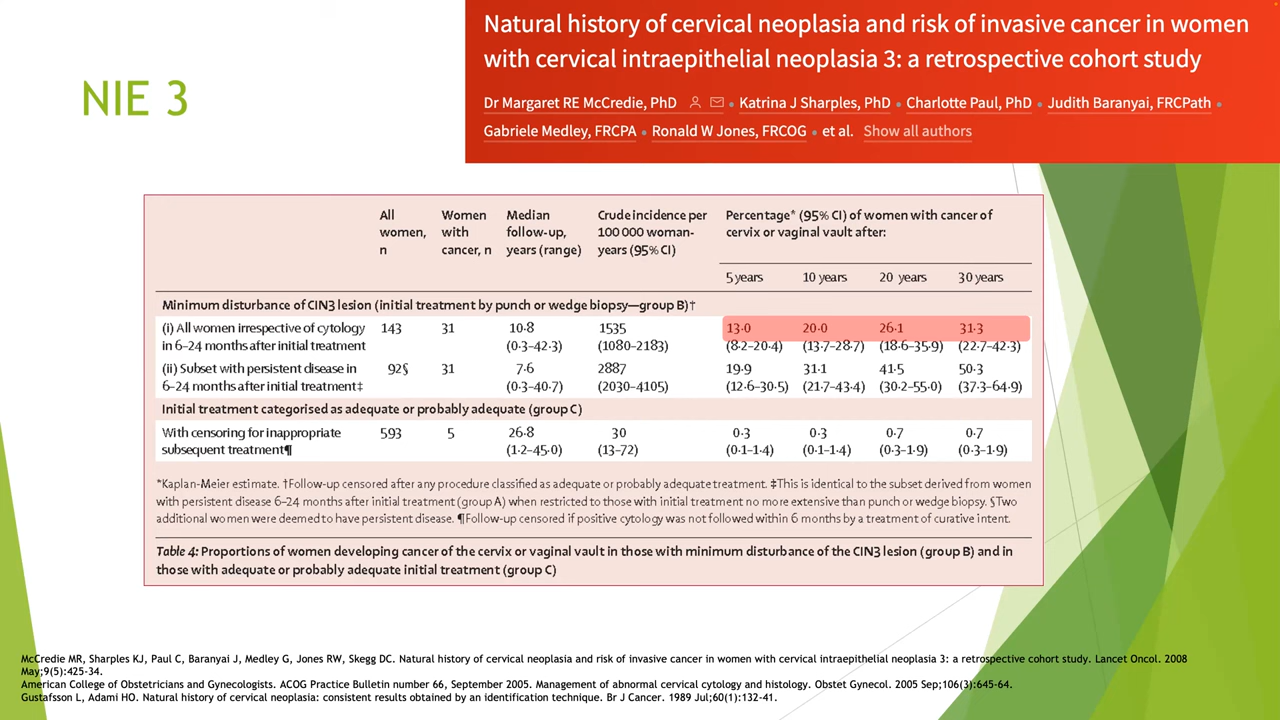 NIE 3
Natural history of cervical neoplasia and risk of invasive cancer in women
with cervical intraepithelial neoplasia 3: a retrospective cohort study
Dr Margaret RE McCredie, PhD • Katrina J Sharples, PhD • Charlotte Paul, PhD • Judith Baranyai, FRCPath •
Gabriele Medley, FRCPA • Ronald W Jones, FRCOG • et al. Show all authors
All women, n Women with cancer, n Median follow-up, years (range) Crude incidence per 100 000 woman-years (95% CI) Percentage* (95% CI) of women with cancer of cervix or vaginal vault after:
5 years 10 years 20 years 30 years
Minimum disturbance of CIN3 lesion (initial treatment by punch or wedge biopsy—group B)†
(i) All women irrespective of cytology 143 31 10·8 1535 13·0 20·0 26·1 31·3
in 6–24 months after initial treatment (0·3–42·3) (1080–2183) (8·2–20·4) (13·7–28·7) (18·6–35·9) (22·7–42·3)
(ii) Subset with persistent disease in 92§ 31 7·6 2887 19·9 31·1 41·5 50·3
6–24 months after initial treatment‡ (0·3–40·7) (2030–4105) (12·6–30·5) (21·7–43·4) (30·2–55·0) (37·3–64·9)
Initial treatment categorised as adequate or probably adequate (group C)
With censoring for inappropriate 593 5 26·8 30 0·3 0·3 0·7 0·7
subsequent treatment¶ (1·2–45·0) (13–72) (0·1–1·4) (0·1–1·4) (0·3–1·9) (0·3–1·9)
*Kaplan-Meier estimate. †Follow-up censored after any procedure classified as adequate or probably adequate treatment. ‡This is identical to the subset derived from women
with persistent disease 6–24 months after initial treatment (group A) when restricted to those with initial treatment no more extensive than punch or wedge biopsy. §Two
additional women were deemed to have persistent disease. ¶Follow-up censored if positive cytology was not followed within 6 months by a treatment of curative intent.
Table 4: Proportions of women developing cancer of the cervix or vaginal vault in those with minimum disturbance of the CIN3 lesion (group B) and in
those with adequate or probably adequate initial treatment (group C)
McCredie MR, Sharples KJ, Paul C, Baranyai J, Medley G, Jones RW, Skegg DC. Natural history of cervical neoplasia and risk of invasive cancer in women with cervical intraepithelial neoplasia 3: a retrospective cohort study. Lancet Oncol. 2008
May;9(5):425-34.
American College of Obstetricians and Gynecologists. ACOG Practice Bulletin number 66, September 2005. Management of abnormal cervical cytology and histology. Obstet Gynecol. 2005 Sep;106(3):645-64.
Gustafsson L, Adami HO. Natural history of cervical neoplasia: consistent results obtained by an identification technique. Br J Cancer. 1989 Jul;60(1):132-41.